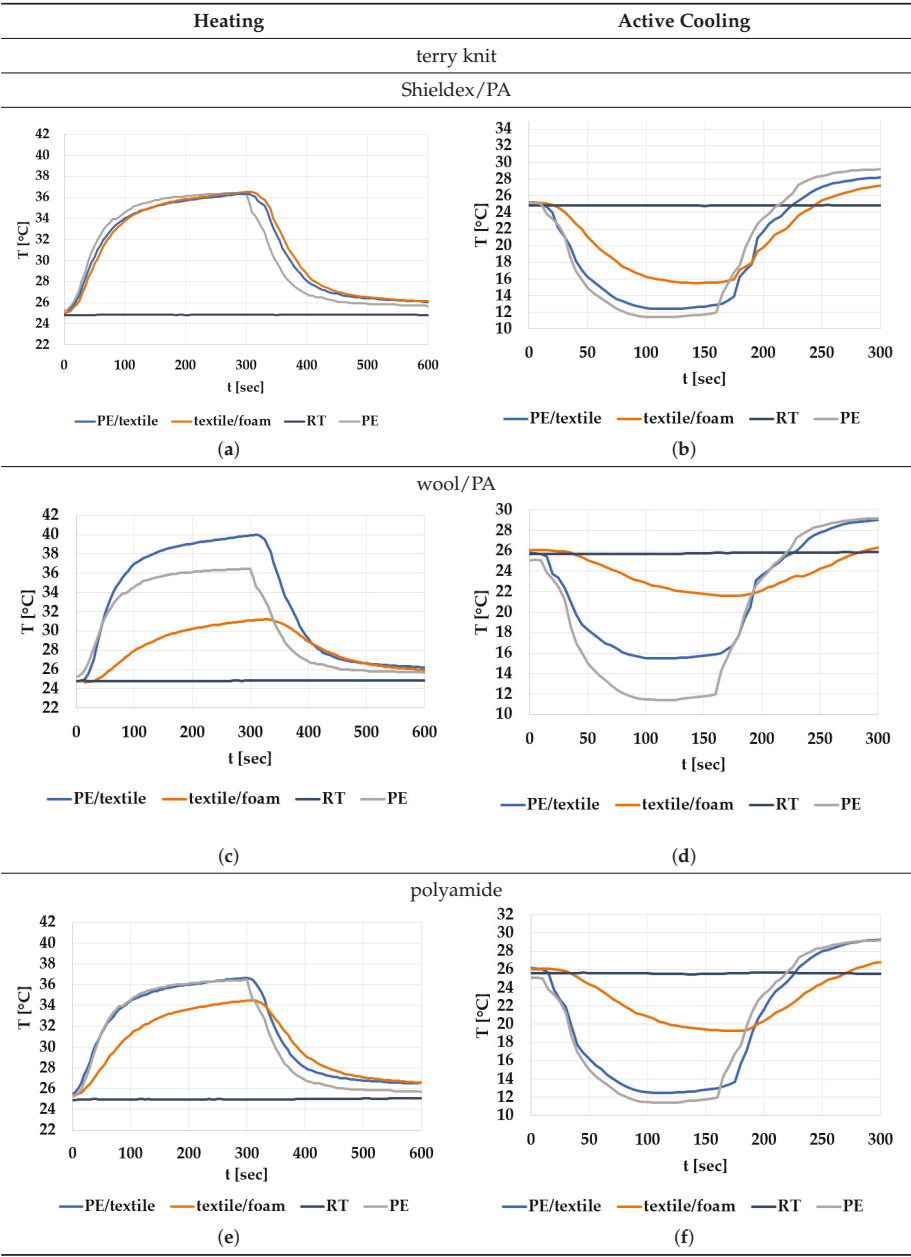 Heating Active Cooling
terry knit
Shieldex/PA
42
40
38
36
34
32
30
28
26
24
22
T [°C]
0 100 200 300 400 500 600
t [sec]
PE/textile textile/foam RT PE
(a)
34
32
30
28
26
24
22
20
18
16
14
12
10
T [°C]
0 50 100 150 200 250 300
t [sec]
PE/textile textile/foam RT PE
(b)
wool/PA
42
40
38
36
34
32
30
28
26
24
22
T [°C]
0 100 200 300 400 500 600
t [sec]
PE/textile textile/foam RT PE
(c)
30
28
26
24
22
20
18
16
14
12
10
T [°C]
0 50 100 150 200 250 300
t [sec]
PE/textile textile/foam RT PE
(d)
polyamide
42
40
38
36
34
32
30
28
26
24
22
T [°C]
0 100 200 300 400 500 600
t [sec]
PE/textile textile/foam RT PE
(e)
32
30
28
26
24
22
20
18
16
14
12
10
T [°C]
0 50 100 150 200 250 300
t [sec]
PE/textile textile/foam RT PE
(f)